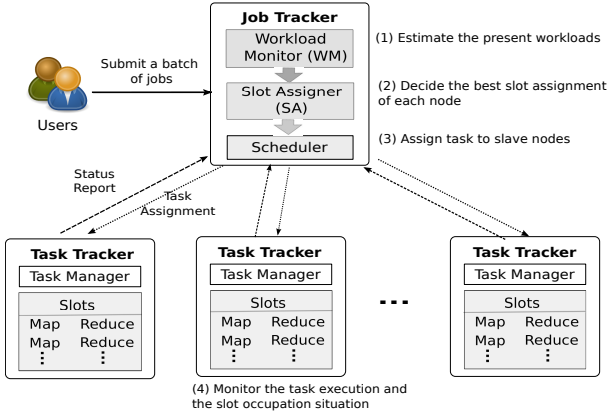 Job Tracker
Workload
Monitor (WM)
(1) Estimate the present workloads
Submit a batch
of jobs
Slot Assigner
(SA)
(2) Decide the best slot assignment
of each node
Users
Scheduler
(3) Assign task to slave nodes
Status
Report
Task
Assignment
Task Tracker
Task Manager
Slots
Map Reduce
Map Reduce
Task Tracker
Task Manager
Slots
Map Reduce
Map Reduce
Task Tracker
Task Manager
Slots
Map Reduce
Map Reduce
(4) Monitor the task execution and
the slot occupation situation